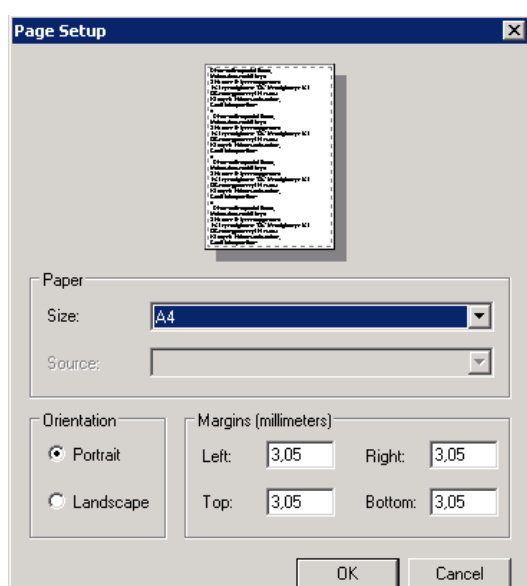 Page Setup
Paper
Size: A4
Source:
Orientation
Portrait
Landscape
Margins (millimeters)
Left: 3,05 Right: 3,05
Top: 3,05 Bottom: 3,05
OK Cancel